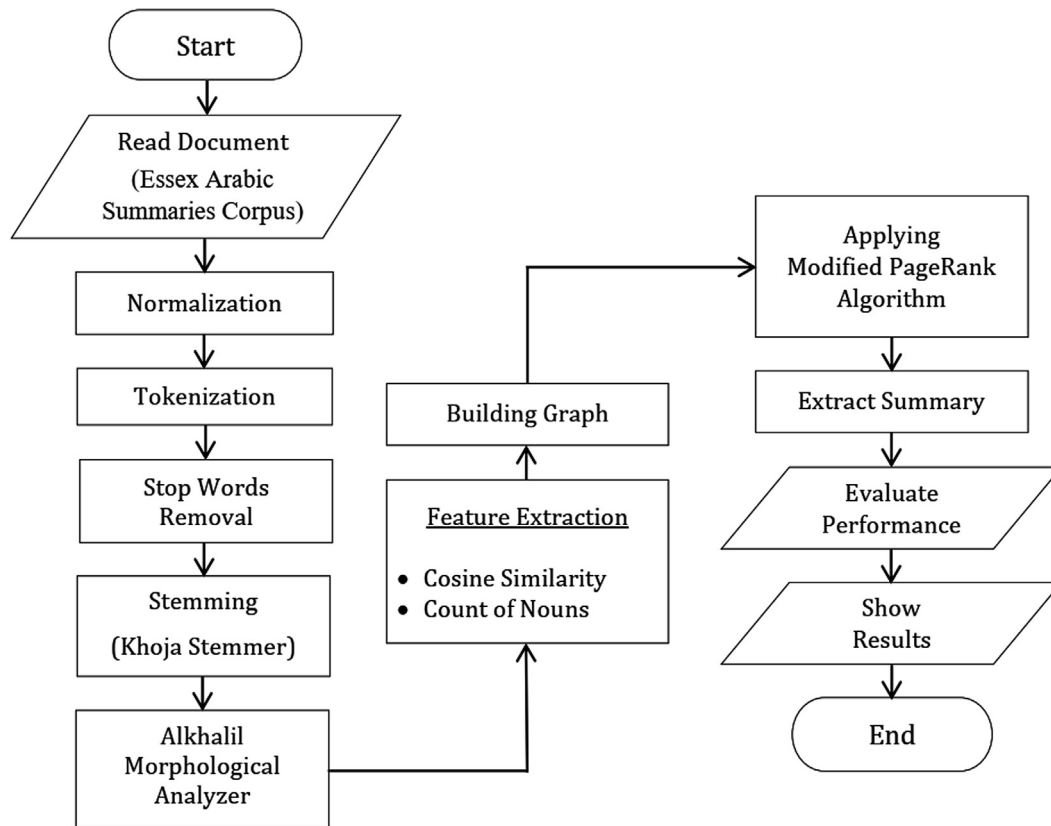 Start
Read Document
(Essex Arabic
Summaries Corpus)
Normalization
Tokenization
Stop Words
Removal
Stemming
(Khoja Stemmer)
Alkhalil
Morphological
Analyzer
Feature Extraction
• Cosine Similarity
• Count of Nouns
Building Graph
Applying
Modified PageRank
Algorithm
Extract Summary
Evaluate
Performance
Show
Results
End